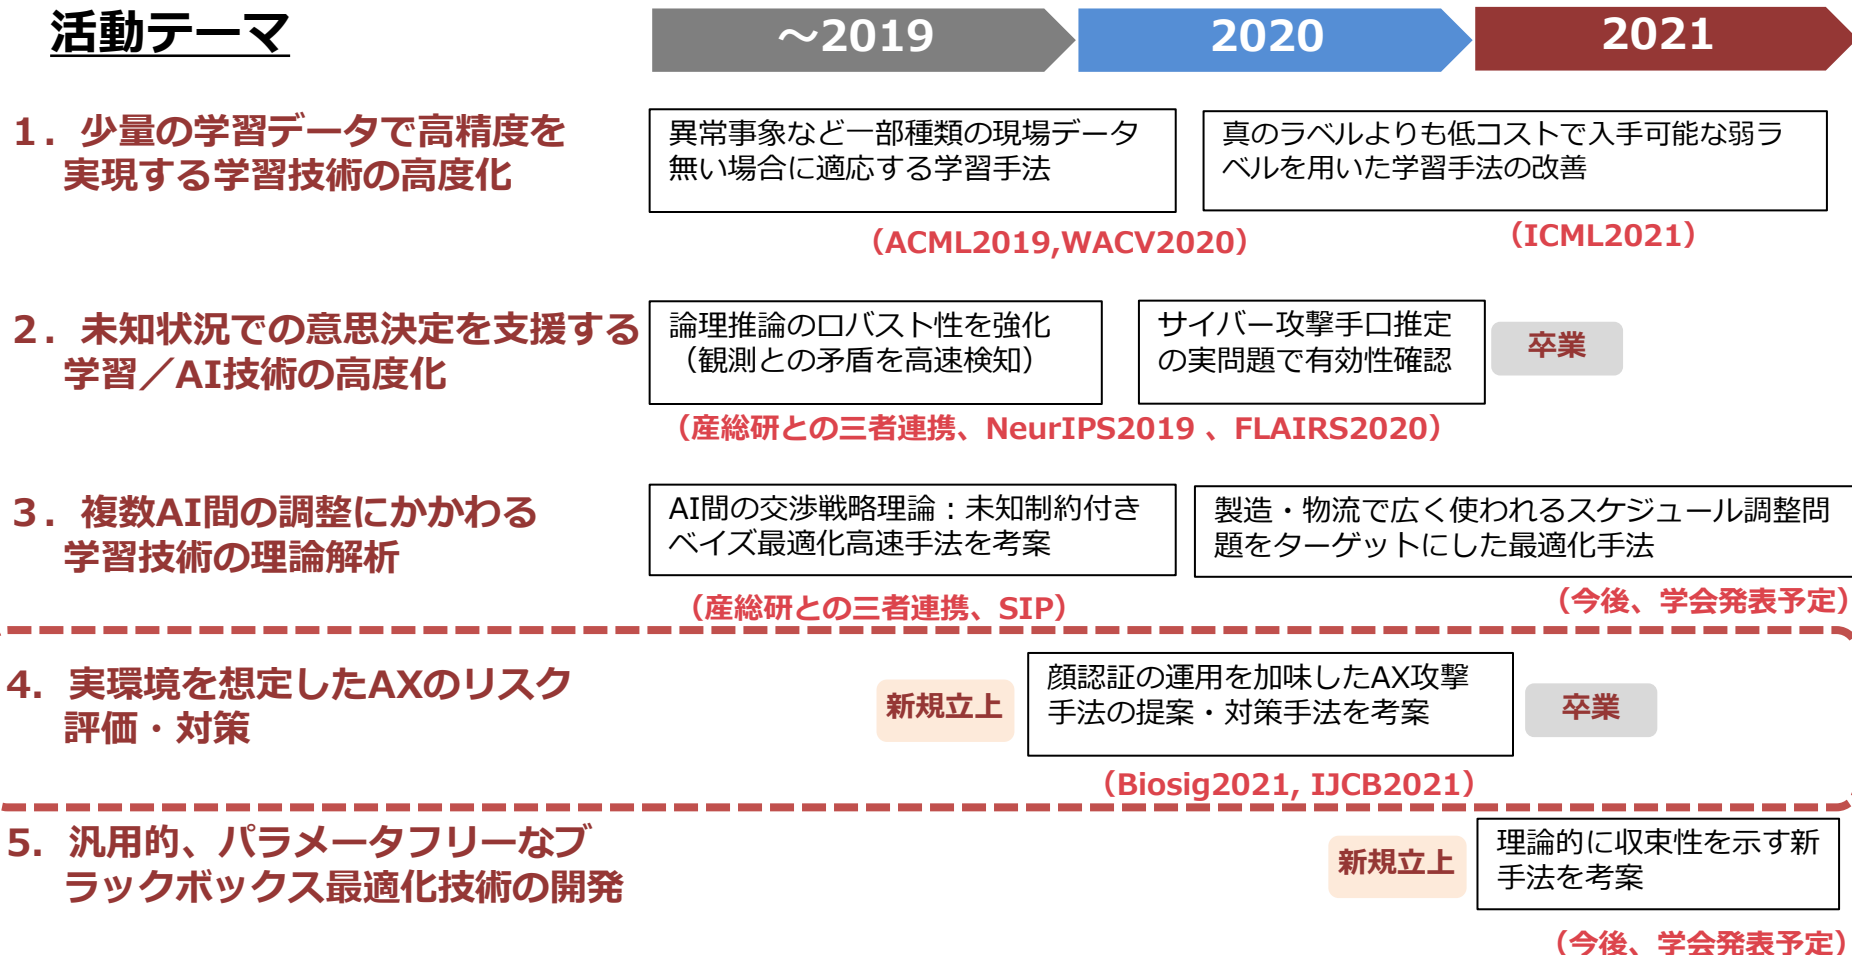 活動テーマ
～2019
2020
2021
1．少量の学習データで高精度を
実現する学習技術の高度化
異常事象など一部種類の現場データ
無い場合に適応する学習手法
真のラベルよりも低コストで入手可能な弱ラ
ベルを用いた学習手法の改善
（ACML2019,WACV2020）
（ICML2021）
2．未知状況での意思決定を支援する
学習／AI技術の高度化
論理推論のロバスト性を強化
（観測との矛盾を高速検知）
サイバー攻撃手口推定
の実問題で有効性確認
卒業
（産総研との三者連携、NeurIPS2019 、FLAIRS2020）
3．複数AI間の調整にかかわる
学習技術の理論解析
AI間の交渉戦略理論：未知制約付き
ベイズ最適化高速手法を考案
製造・物流で広く使われるスケジュール調整問
題をターゲットにした最適化手法
（産総研との三者連携、SIP）
（今後、学会発表予定）
4. 実環境を想定したAXのリスク
評価・対策
新規立上
顔認証の運用を加味したAX攻撃
手法の提案・対策手法を考案
卒業
（Biosig2021, IJCB2021）
5. 汎用的、パラメータフリーなブ
ラックボックス最適化技術の開発
新規立上
理論的に収束性を示す新
手法を考案
（今後、学会発表予定）